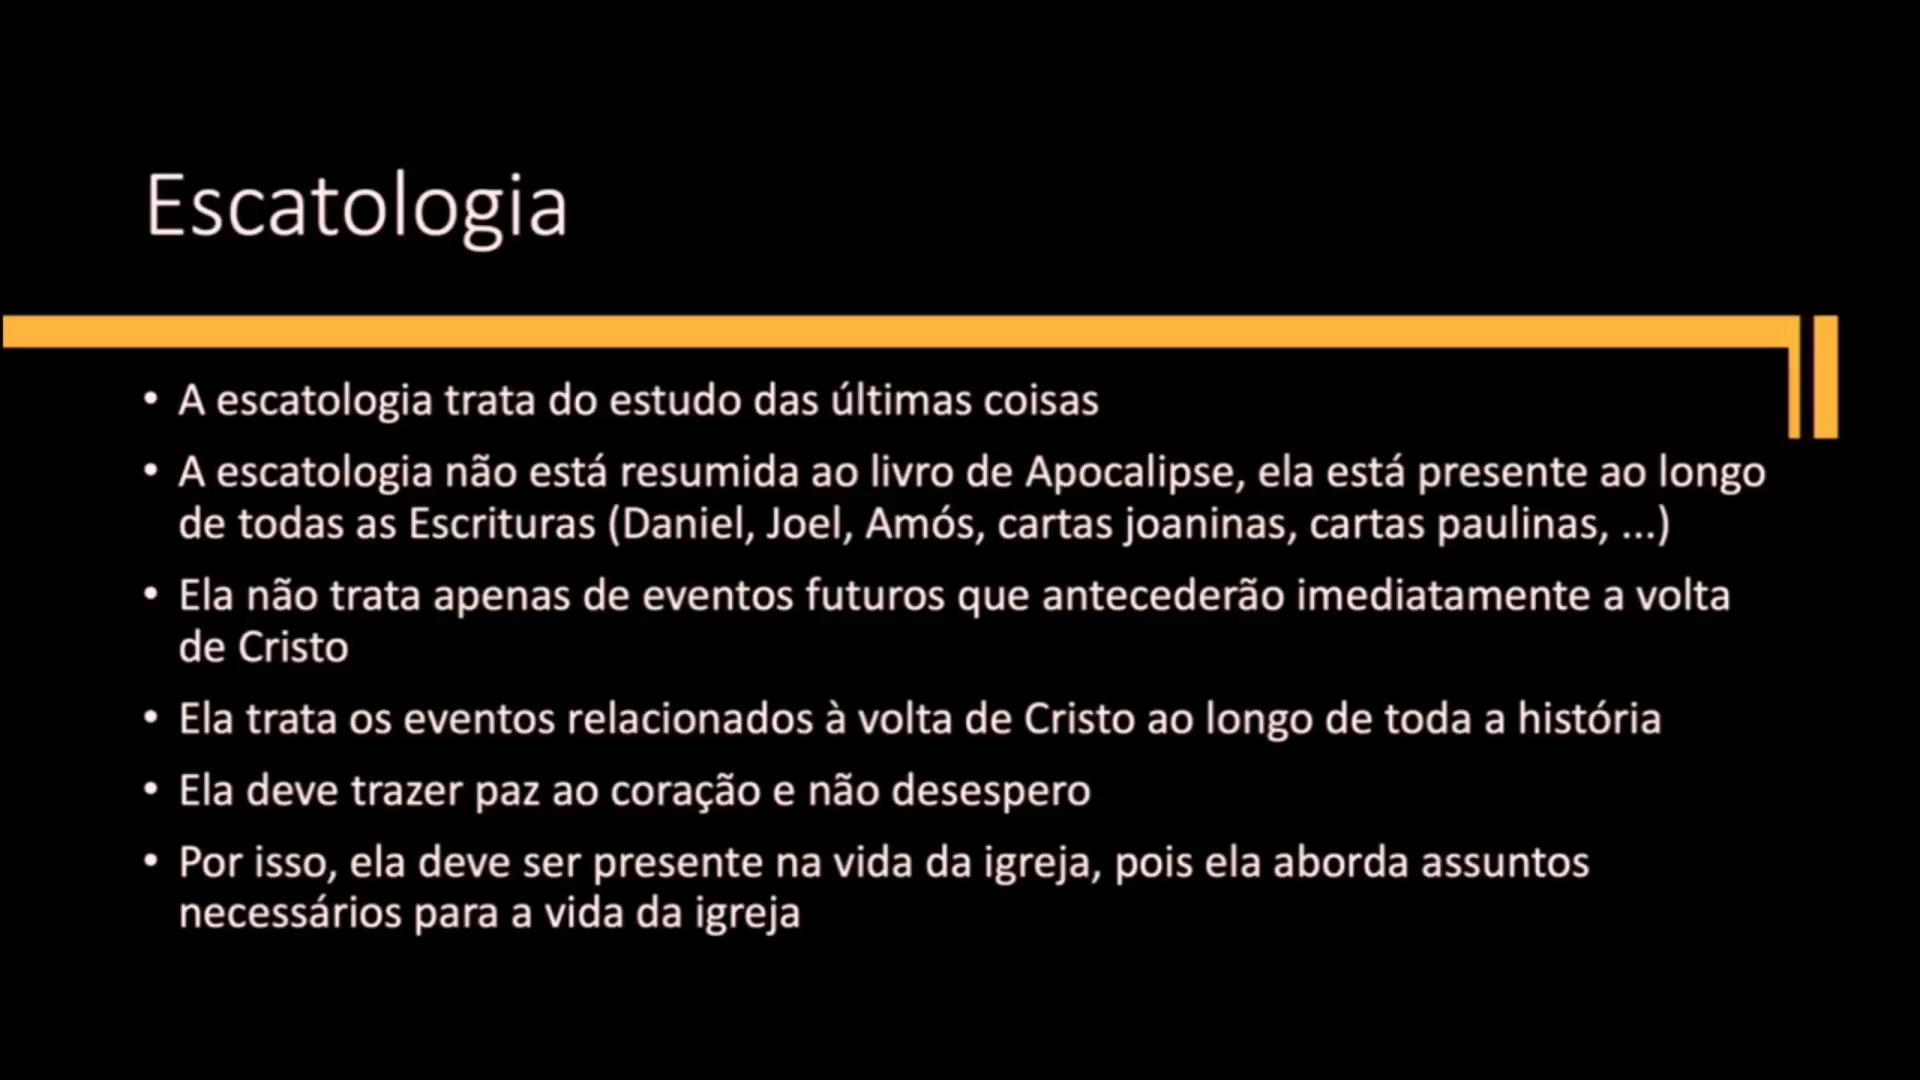 Escatologia
• A escatologia trata do estudo das últimas coisas
• A escatologia não está resumida ao livro de Apocalipse, ela está presente ao longo
de todas as Escrituras (Daniel, Joel, Amós, cartas joaninas, cartas paulinas, ...)
• Ela não trata apenas de eventos futuros que antecederão imediatamente a volta
de Cristo
• Ela trata os eventos relacionados à volta de Cristo ao longo de toda a história
• Ela deve trazer paz ao coração e não desespero
• Por isso, ela deve ser presente na vida da igreja, pois ela aborda assuntos
necessários para a vida da igreja